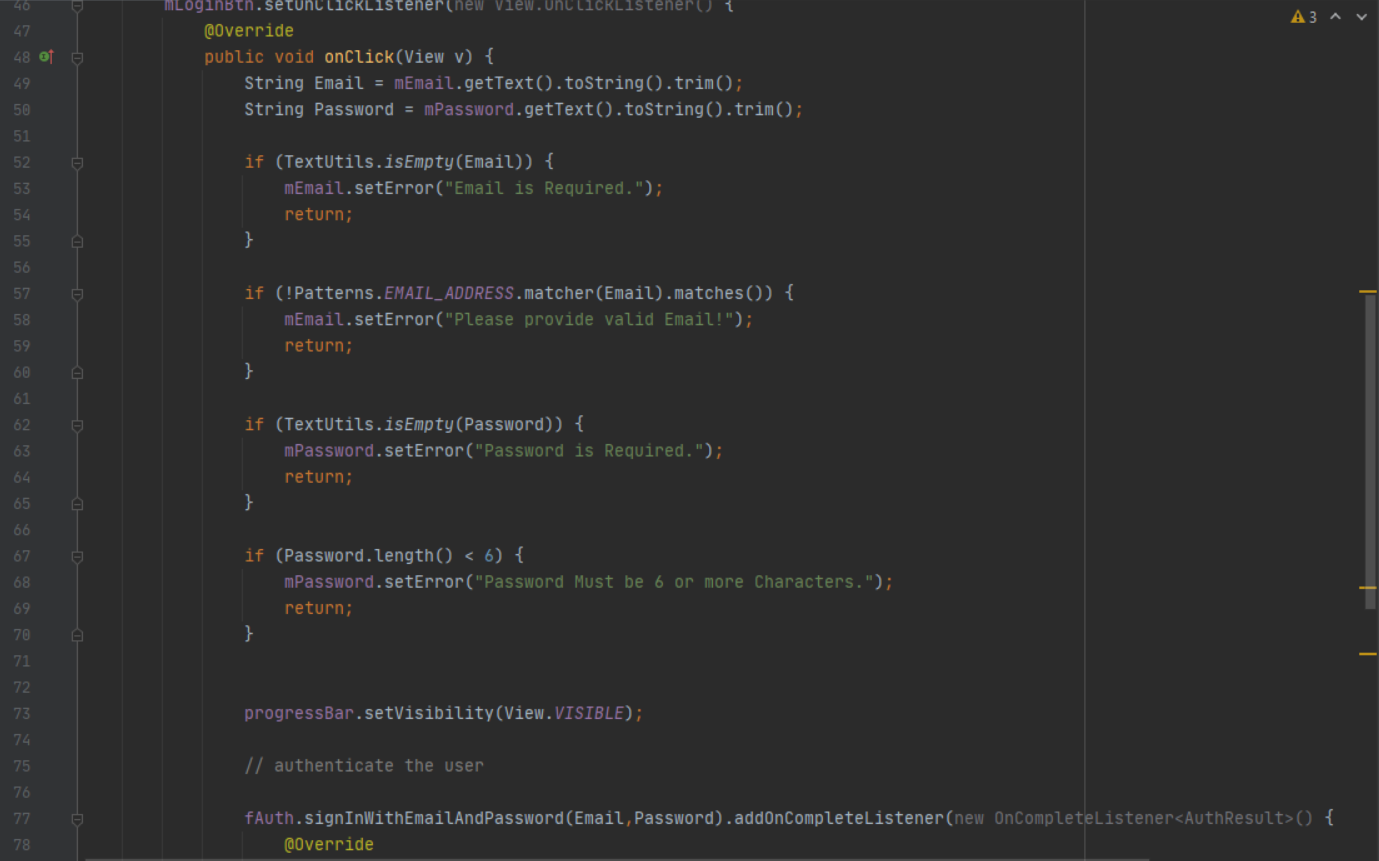 46 mLoginBtn.setOnClickListener(new View.OnClickListener() {
3
47 @Override
48 public void onClick(View v) {
49 String Email = mEmail.getText().toString().trim();
50 String Password = mPassword.getText().toString().trim();
51
52 if (TextUtils.isEmpty(Email)) {
53 mEmail.setError("Email is Required.");
54 return;
55 }
56
57 if (!Patterns.EMAIL_ADDRESS.matcher(Email).matches()) {
58 mEmail.setError("Please provide valid Email!");
59 return;
60 }
61
62 if (TextUtils.isEmpty(Password)) {
63 mPassword.setError("Password is Required.");
64 return;
65 }
66
67 if (Password.length() < 6) {
68 mPassword.setError("Password Must be 6 or more Characters.");
69 return;
70 }
71
72
73 progressBar.setVisibility(View.VISIBLE);
74
75 // authenticate the user
76
77 fAuth.signInWithEmailAndPassword(Email,Password).addOnCompleteListener(new OnCompleteListener<AuthResult>() {
78 @Override